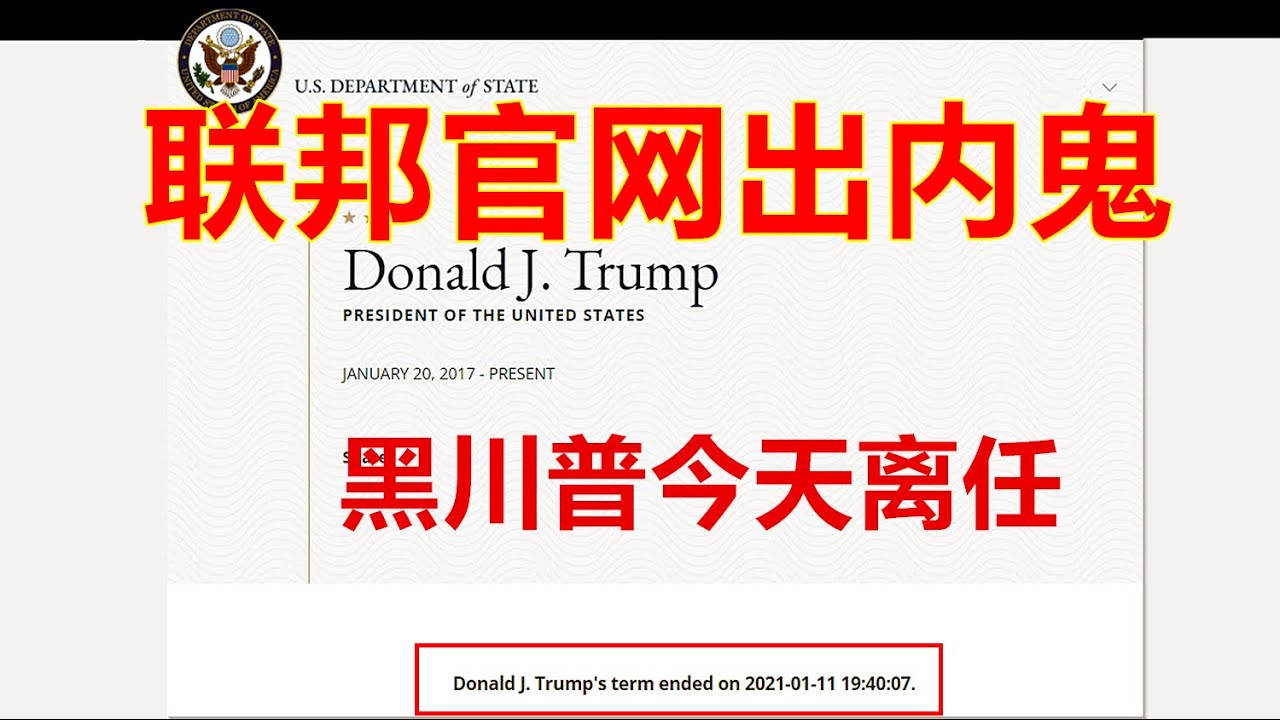 U.S. DEPARTMENT of STATE
联邦官网出内鬼
Donald J. Trump
PRESIDENT OF THE UNITED STATES
JANUARY 20, 2017 - PRESENT
黑川普今天离任
Donald J. Trump's term ended on 2021-01-11 19:40:07.